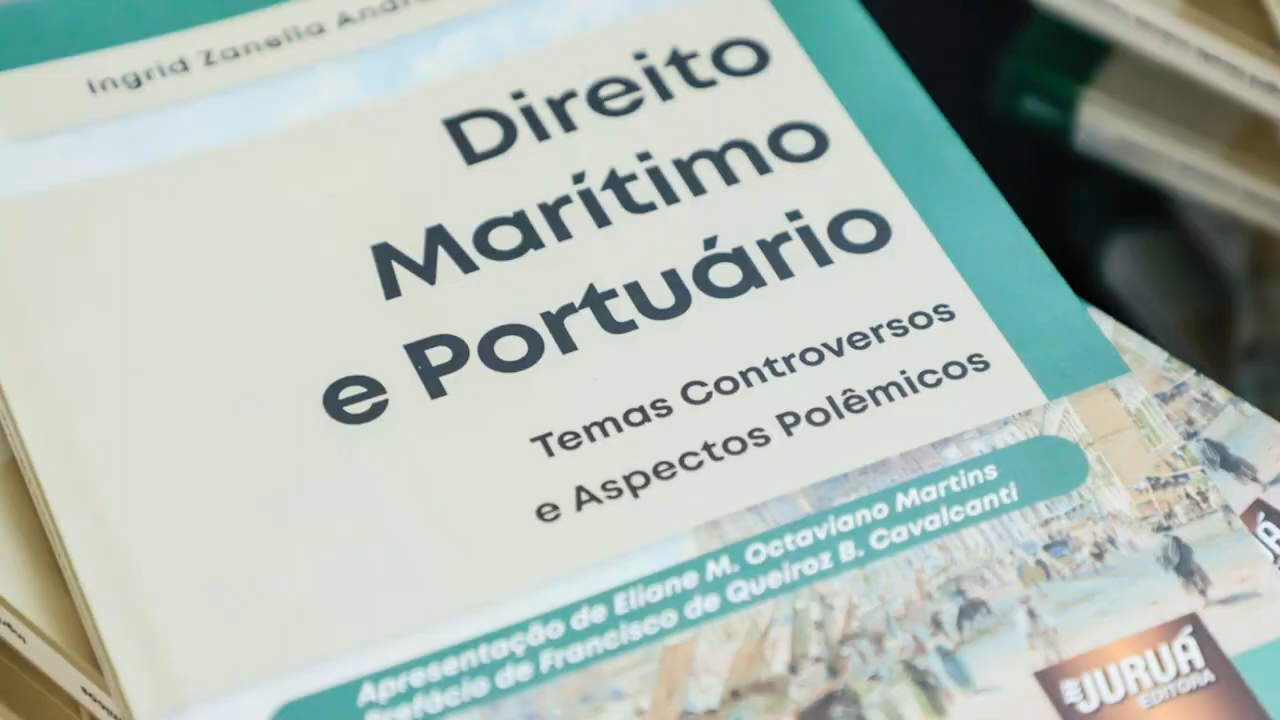 Ingrid Zanella
Direito
Marítimo
e Portuário
Temas Controversos
e Aspectos Polêmicos
Apresentação de Eliane M. Octaviano Martins
Prefácio de Francisco de Queiroz B. Cavalcanti
JURUÁ
EDITORA